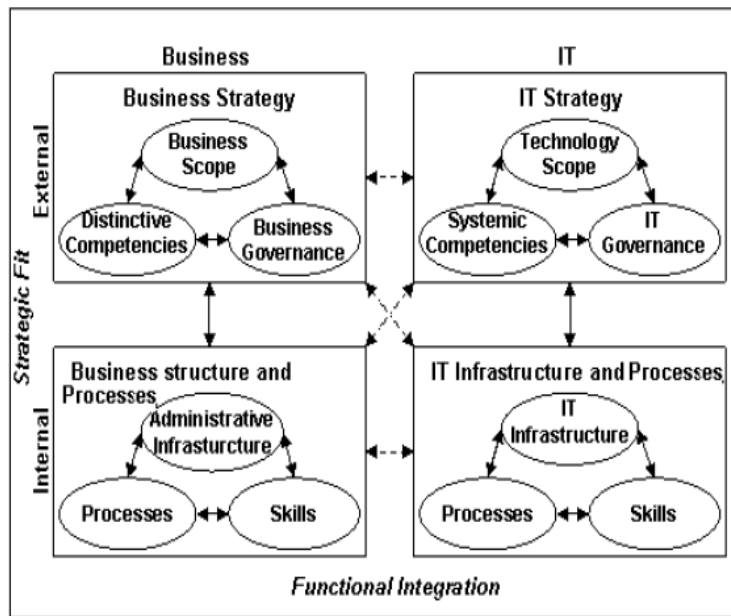 Business
IT
Strategic Fit
External
Business Strategy
Business
Scope
Distinctive
Competencies
Business
Governance
IT Strategy
Technology
Scope
Systemic
Competencies
IT
Governance
Internal
Business structure and
Processes
Administrative
Infrasturcture
Processes
Skills
IT Infrastructure and Processes
IT
Infrastructure
Processes
Skills
Functional Integration